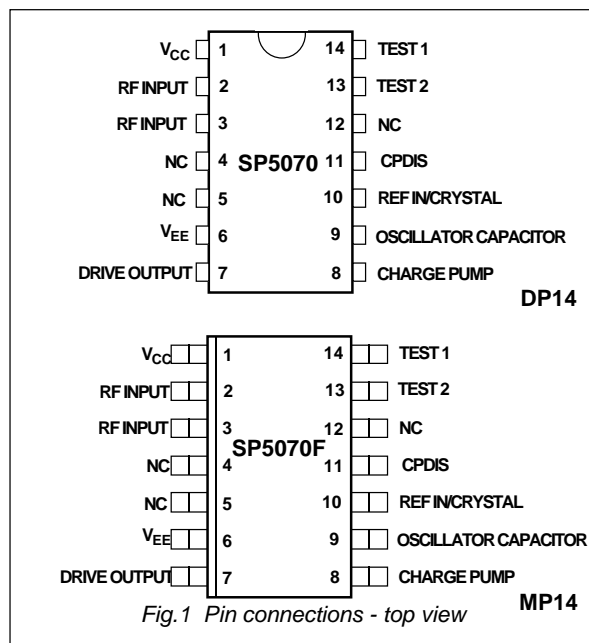 VCC 1 14 TEST 1
RF INPUT 2 13 TEST 2
RF INPUT 3 12 NC
NC 4 SP5070 11 CPDIS
NC 5 10 REF IN/CRYSTAL
VEE 6 9 OSCILLATOR CAPACITOR
DRIVE OUTPUT 7 8 CHARGE PUMP
DP14
VCC 1 14 TEST 1
RF INPUT 2 13 TEST 2
RF INPUT 3 12 NC
SP5070F
NC 4 11 CPDIS
NC 5 10 REF IN/CRYSTAL
VEE 6 9 OSCILLATOR CAPACITOR
DRIVE OUTPUT 7 8 CHARGE PUMP
MP14
Fig.1 Pin connections - top view